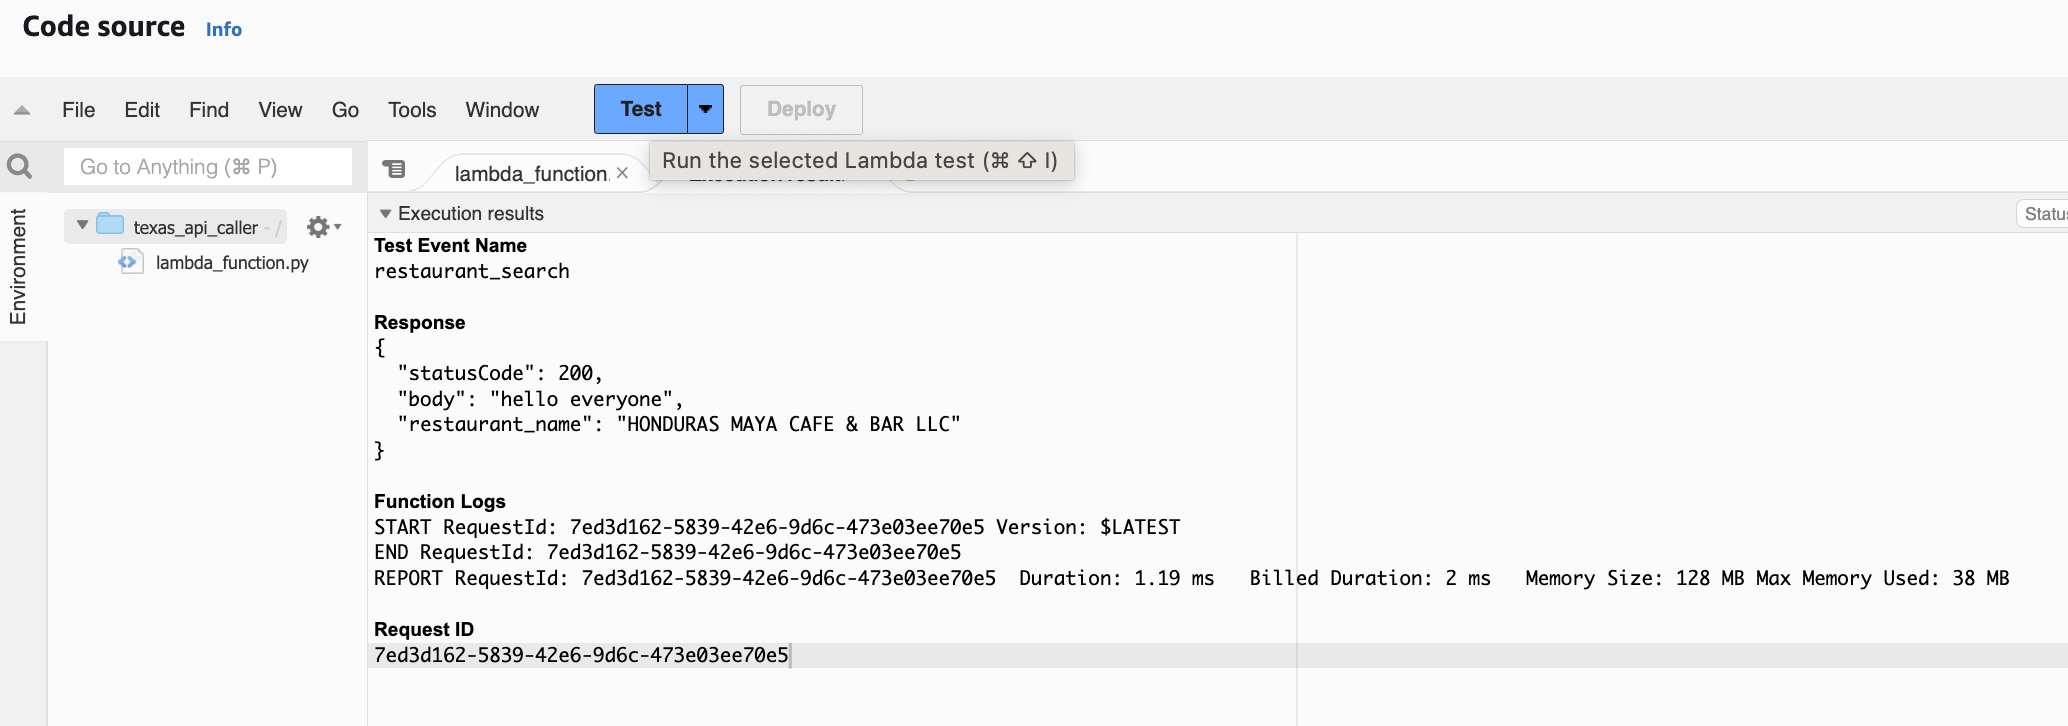 Code source Info
File Edit Find View Go Tools Window Test Deploy
Go to Anything (⌘ P)
lambda_function. ×
Run the selected Lambda test (⌘ ⇧ I)
Environment
texas_api_caller - /
lambda_function.py
Execution results
Test Event Name
restaurant_search
Response
{
"statusCode": 200,
"body": "hello everyone",
"restaurant_name": "HONDURAS MAYA CAFE & BAR LLC"
}
Function Logs
START RequestId: 7ed3d162-5839-42e6-9d6c-473e03ee70e5 Version: $LATEST
END RequestId: 7ed3d162-5839-42e6-9d6c-473e03ee70e5
REPORT RequestId: 7ed3d162-5839-42e6-9d6c-473e03ee70e5 Duration: 1.19 ms Billed Duration: 2 ms Memory Size: 128 MB Max Memory Used: 38 MB
Request ID
7ed3d162-5839-42e6-9d6c-473e03ee70e5